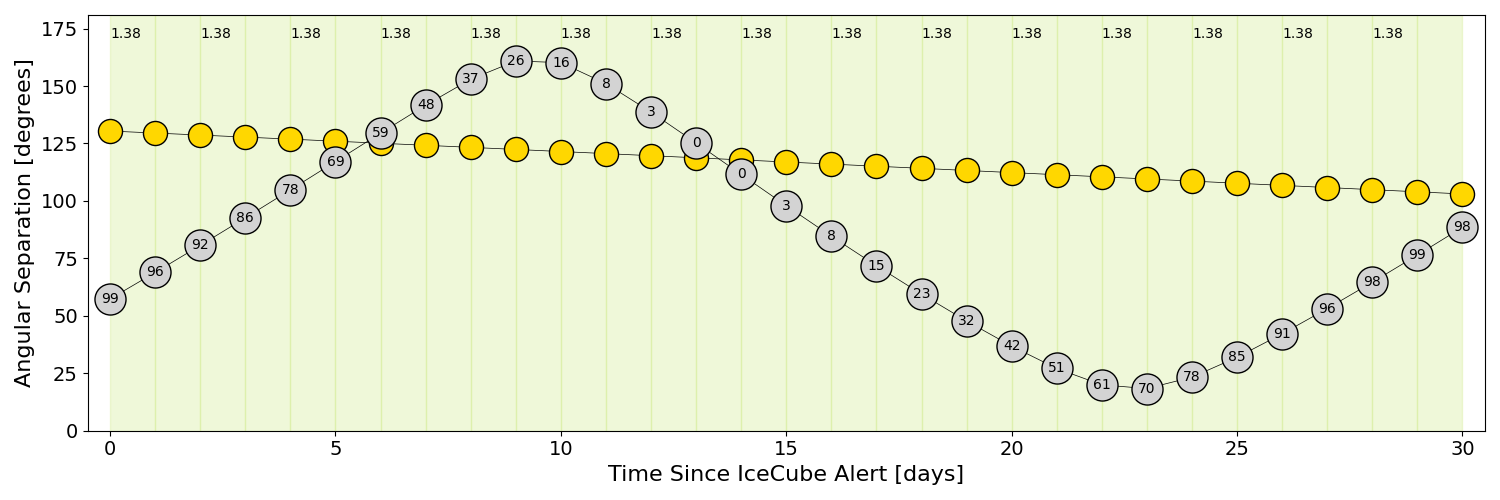 1.38 1.38 1.38 1.38 1.38 1.38 1.38 1.38 1.38 1.38 1.38 1.38 1.38 1.38 1.38
175
150
125
100
75
50
25
0
Angular Separation [degrees]
99 96 92 86 78 69 59 48 37 26 16 8 3 0 0 3 8 15 23 32 42 51 61 70 78 85 91 96 98 99 98
0 5 10 15 20 25 30
Time Since IceCube Alert [days]